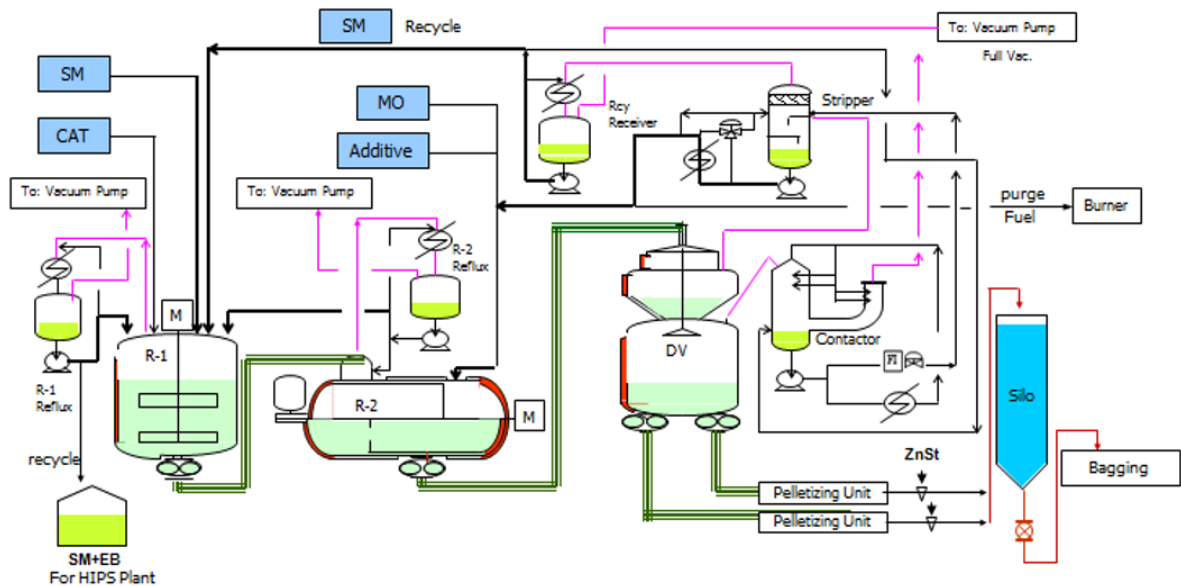 SM
Recycle
To: Vacuum Pump
Full Vac.
SM
MO
Stripper
Rcy
Receiver
CAT
Additive
To: Vacuum Pump
To: Vacuum Pump
purge
Fuel
Burner
R-2
Reflux
M
R-1
DV
Contactor
FI
R-1
Reflux
R-2
M
Silo
recycle
ZnSt
Bagging
Pelletizing Unit
Pelletizing Unit
SM+EB
For HIPS Plant